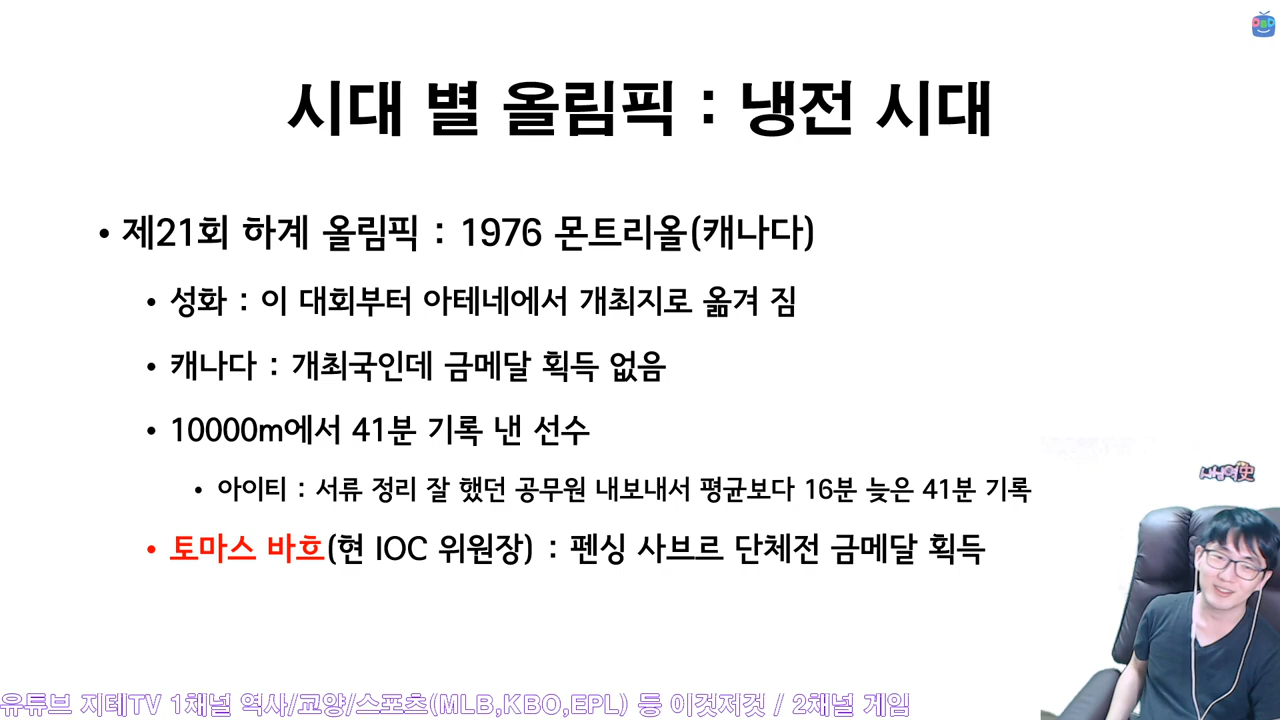 시대 별 올림픽 : 냉전 시대
• 제21회 하계 올림픽 : 1976 몬트리올(캐나다)
• 성화 : 이 대회부터 아테네에서 개최지로 옮겨 짐
• 캐나다 : 개최국인데 금메달 획득 없음
• 10000m에서 41분 기록 낸 선수
• 아이티 : 서류 정리 잘 했던 공무원 내보내서 평균보다 16분 늦은 41분 기록
• 토마스 바흐(현 IOC 위원장) : 펜싱 사브르 단체전 금메달 획득
유튜브 지테TV 1채널 역사/교양/스포츠(MLB,KBO,EPL) 등 이것저것 / 2채널 게임